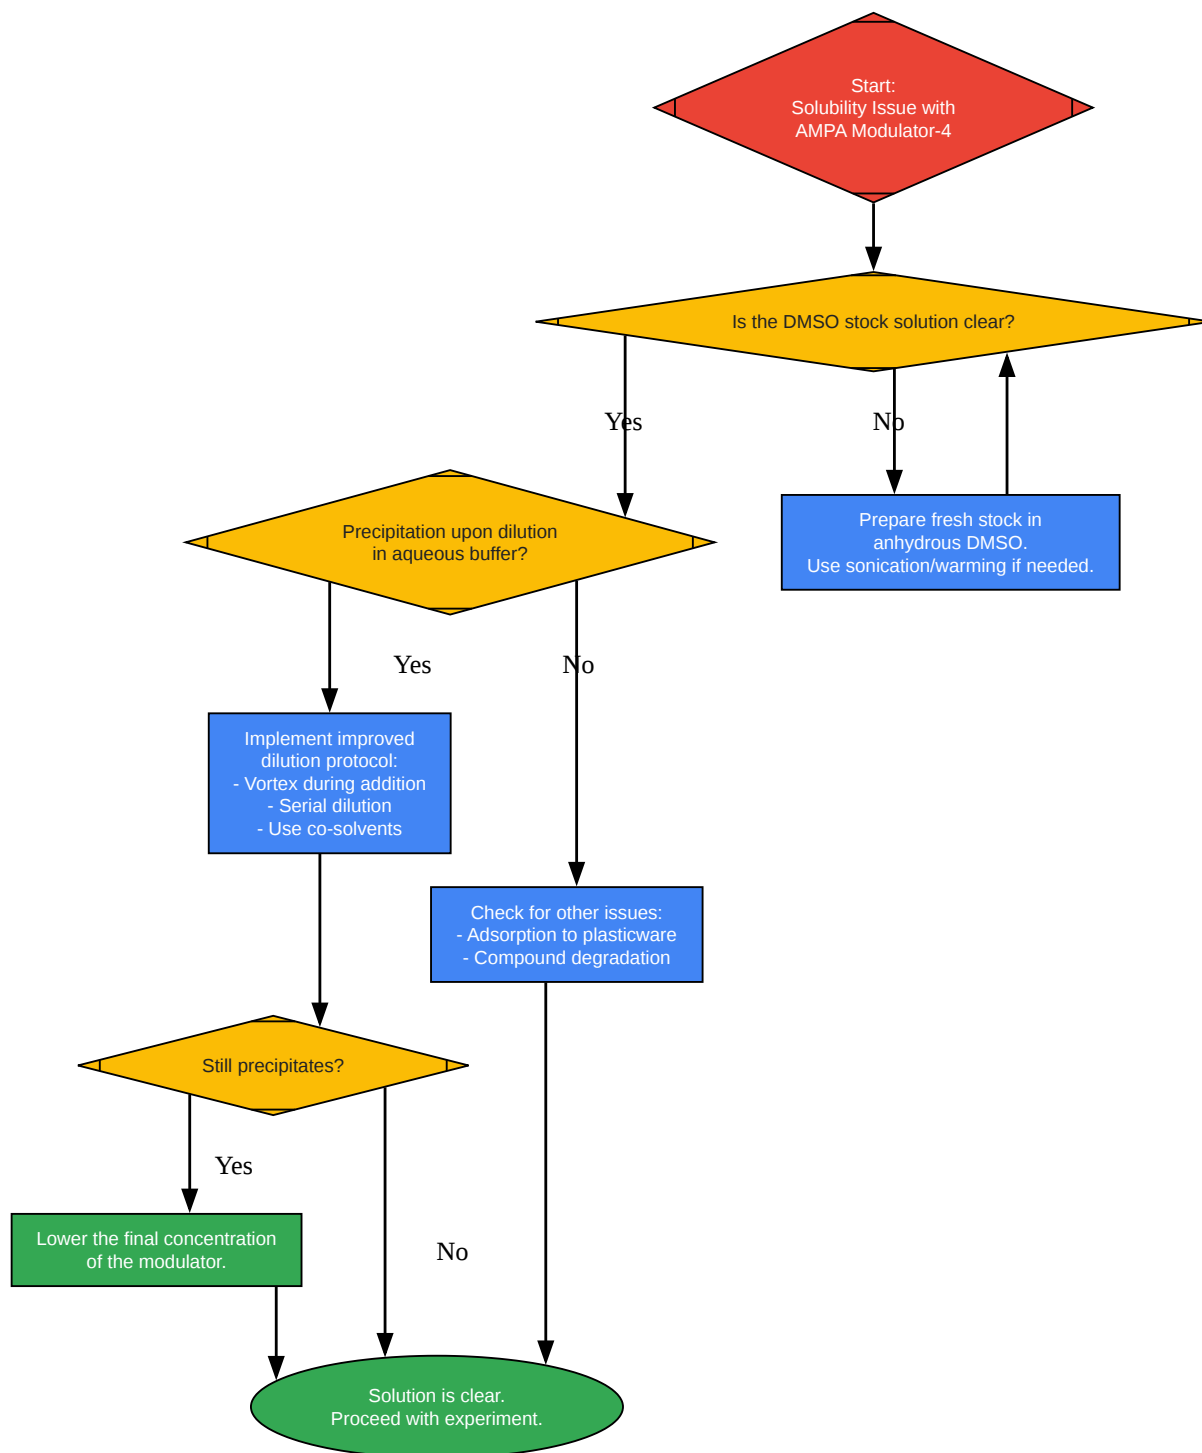 Start:
Solubility Issue with
AMPA Modulator-4
Is the DMSO stock solution clear?
Yes
No
Precipitation upon dilution
in aqueous buffer?
Prepare fresh stock in
anhydrous DMSO.
Use sonication/warming if needed.
Yes
No
Implement improved
dilution protocol:
- Vortex during addition
- Serial dilution
- Use co-solvents
Check for other issues:
- Adsorption to plasticware
- Compound degradation
Still precipitates?
Yes
No
Lower the final concentration
of the modulator.
Solution is clear.
Proceed with experiment.